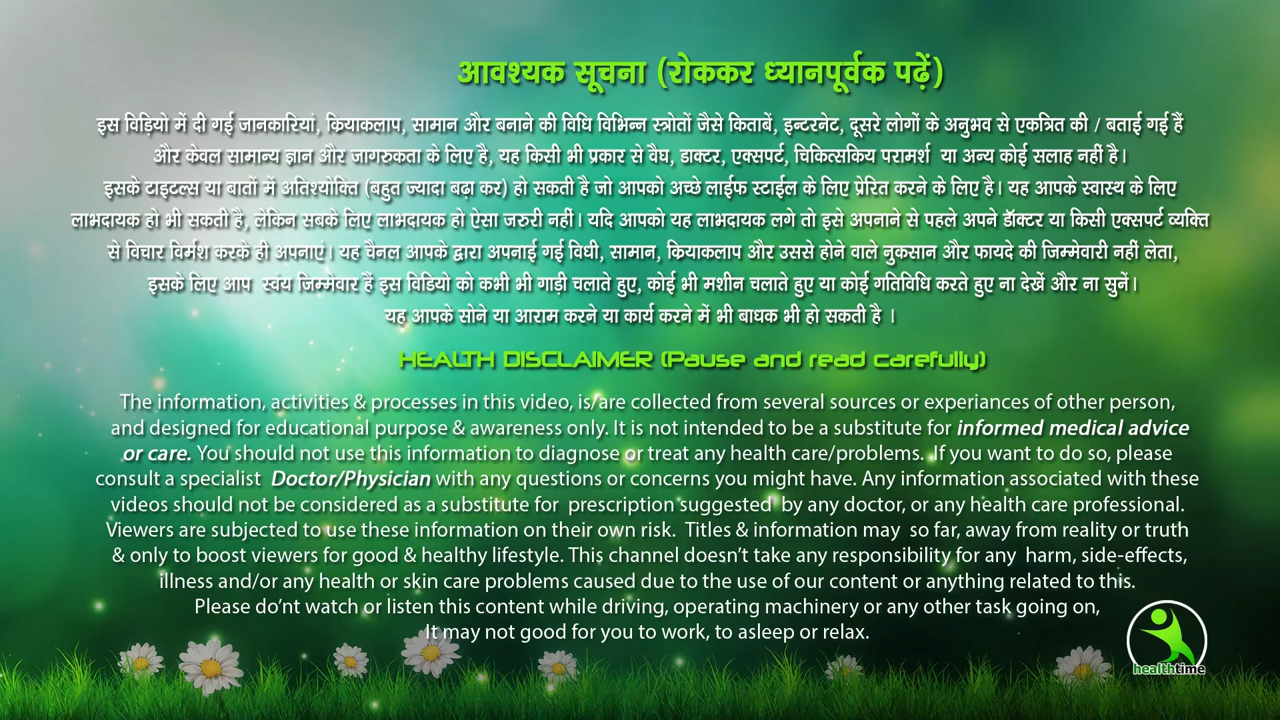 आवश्यक सूचना (रोककर ध्यानपूर्वक पढ़ें)
इस विड़ियो में दी गई जानकारियां, क्रियाकलाप, सामान और बनाने की विधि विभिन्न स्त्रोतों जैसे किताबें, इन्टरनेट, दूसरे लोगों के अनुभव से एकत्रित की / बताई गई हैं
और केवल सामान्य ज्ञान और जागरुकता के लिए है, यह किसी भी प्रकार से वैद्य, डाक्टर, एक्सपर्ट, चिकित्सकिय परामर्श या अन्य कोई सलाह नहीं है।
इसके टाइटल्स या बातों में अतिश्योक्ति (बहुत ज्यादा बढ़ा कर) हो सकती है जो आपको अच्छे लाईफ स्टाईल के लिए प्रेरित करने के लिए है। यह आपके स्वास्थ के लिए
लाभदायक हो भी सकती है, लेकिन सबके लिए लाभदायक हो ऐसा जरुरी नहीं। यदि आपको यह लाभदायक लगे तो इसे अपनाने से पहले अपने डॅाक्टर या किसी एक्सपर्ट व्यक्ति
से विचार विर्मश करके ही अपनाएं। यह चैनल आपके द्वारा अपनाई गई विधी, सामान, क्रियाकलाप और उससे होने वाले नुकसान और फायदे की जिम्मेवारी नहीं लेता,
इसके लिए आप स्वंय जिम्मेवार हैं इस विडियो को कभी भी गाड़ी चलाते हुए, कोई भी मशीन चलाते हुए या कोई गतिविधि करते हुए ना देखें और ना सुनें।
यह आपके सोने या आराम करने या कार्य करने में भी बाधक भी हो सकती है ।
HEALTH DISCLAIMER (Pause and read carefully)
The information, activities & processes in this video, is/are collected from several sources or experiances of other person,
and designed for educational purpose & awareness only. It is not intended to be a substitute for informed medical advice
or care. You should not use this information to diagnose or treat any health care/problems. If you want to do so, please
consult a specialist Doctor/Physician with any questions or concerns you might have. Any information associated with these
videos should not be considered as a substitute for prescription suggested by any doctor, or any health care professional.
Viewers are subjected to use these information on their own risk. Titles & information may so far, away from reality or truth
& only to boost viewers for good & healthy lifestyle. This channel doesn't take any responsibility for any harm, side-effects,
illness and/or any health or skin care problems caused due to the use of our content or anything related to this.
Please do'nt watch or listen this content while driving, operating machinery or any other task going on,
It may not good for you to work, to asleep or relax.
healthtime